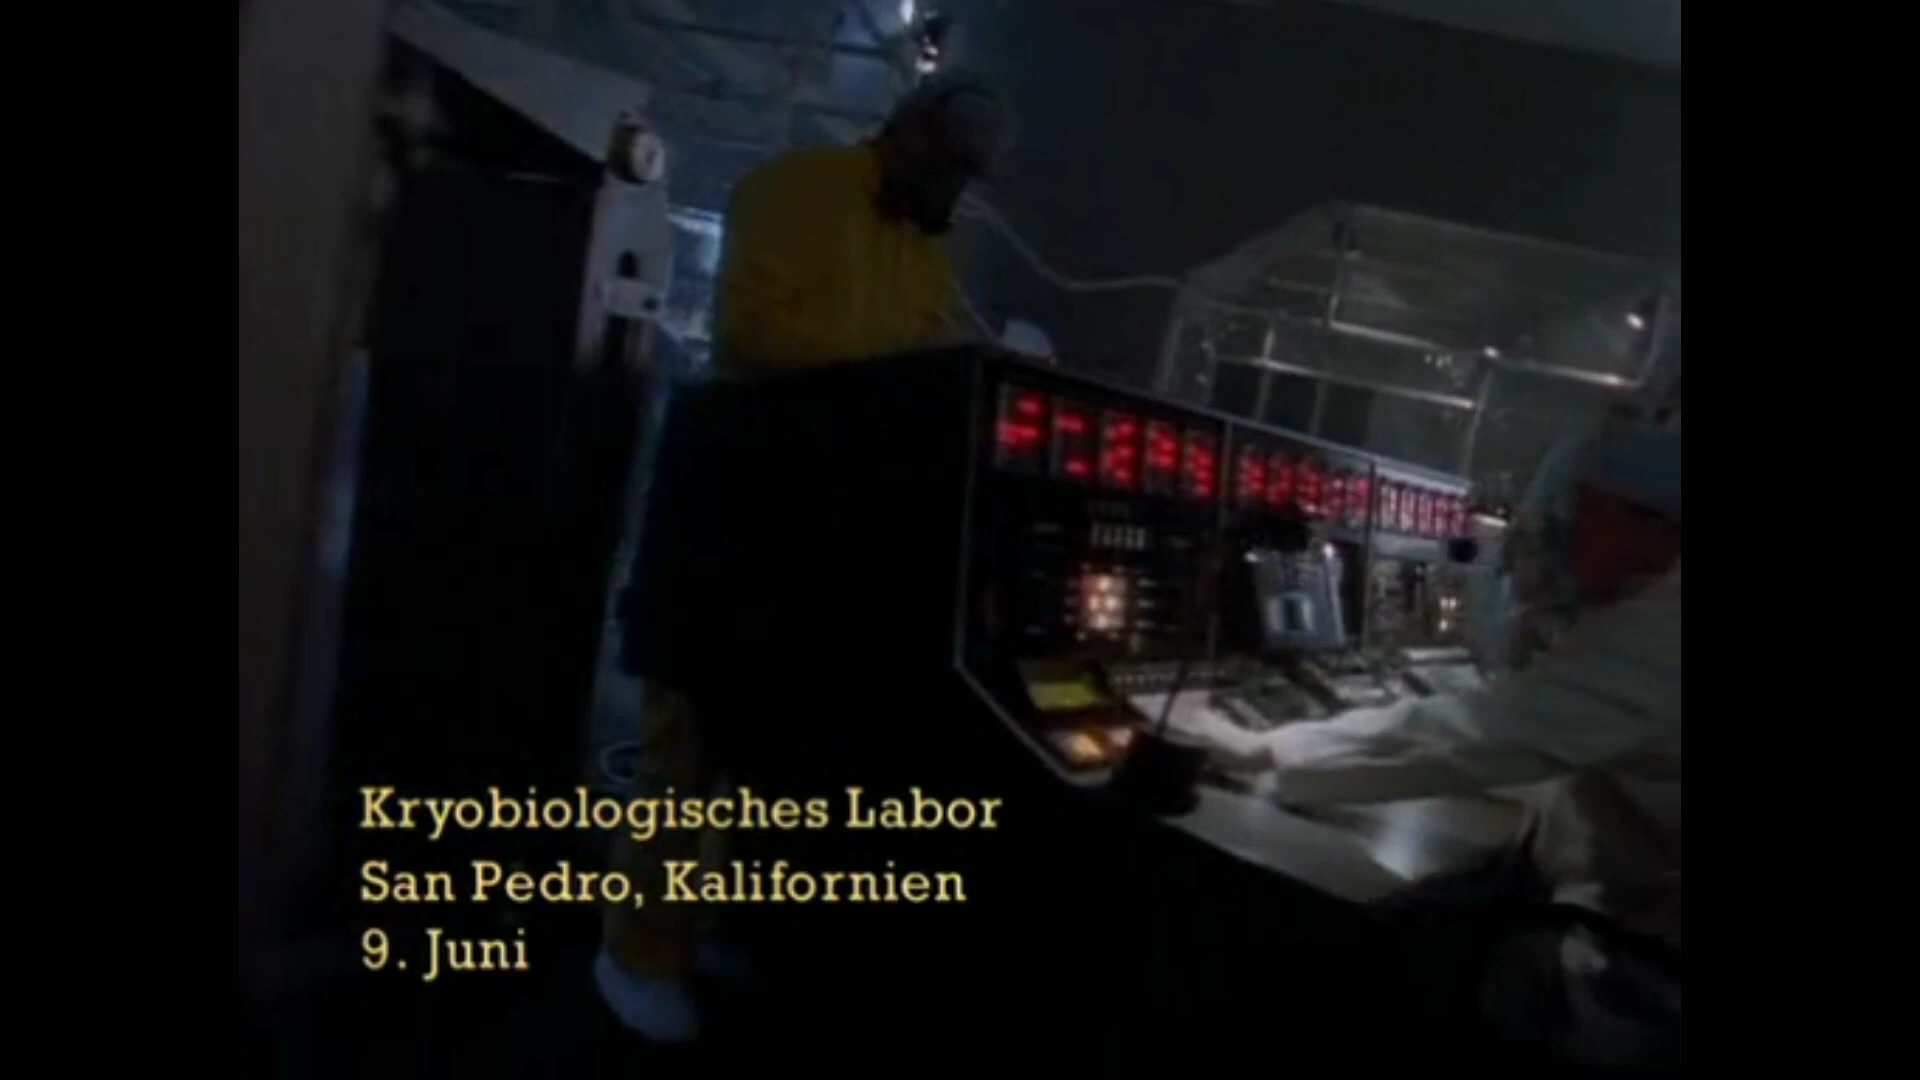 Kryobiologisches Labor
San Pedro, Kalifornien
9. Juni